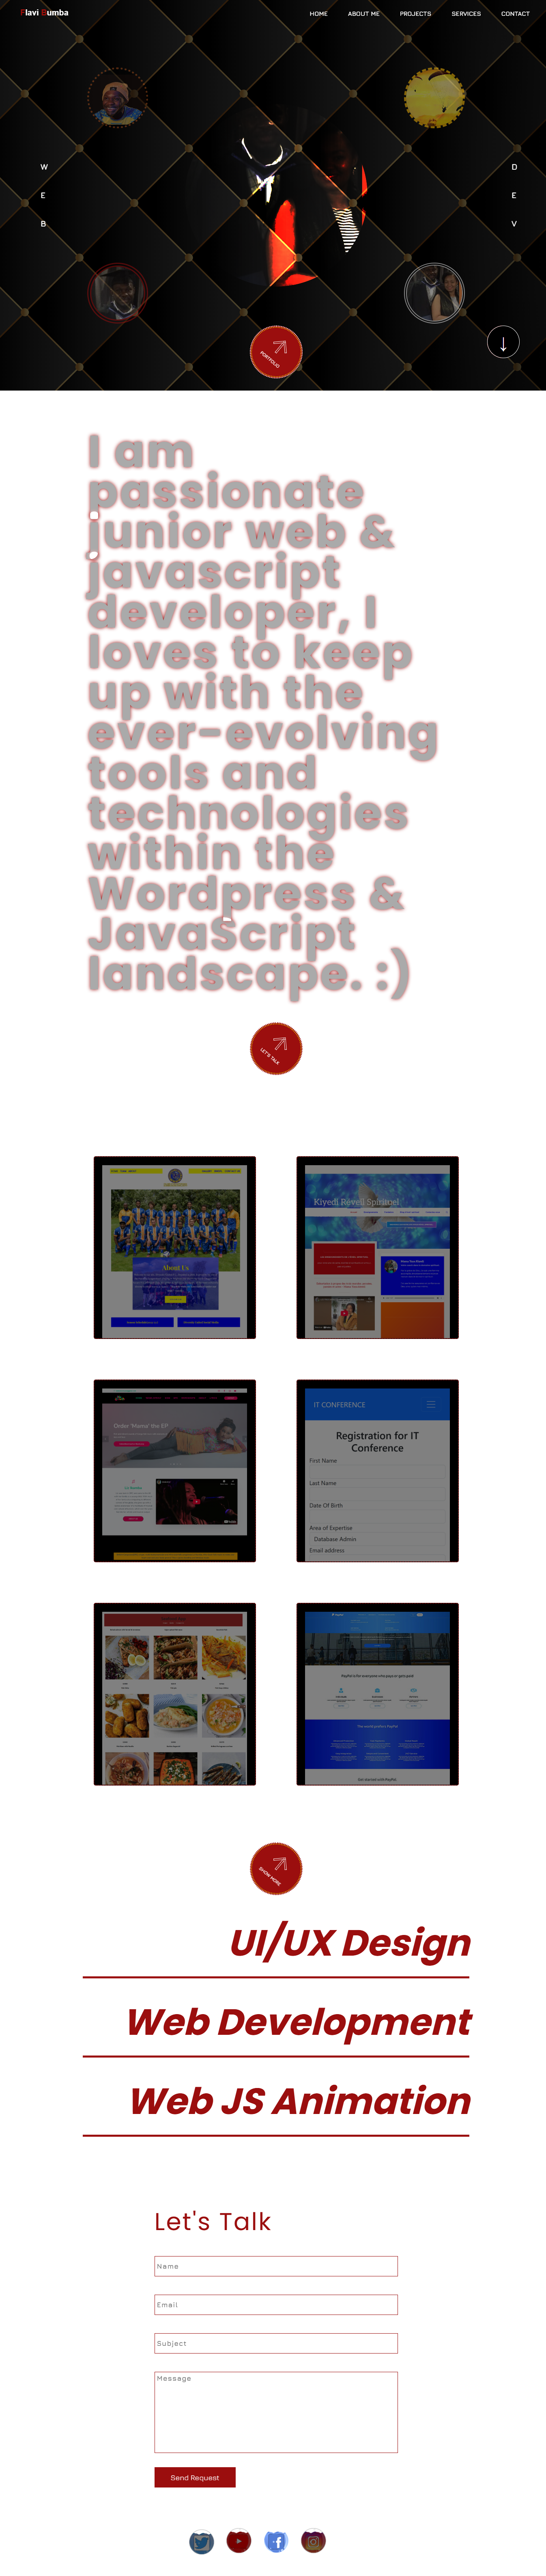 Flavi Bumba
HOME ABOUT ME PROJECTS SERVICES CONTACT
W
E
B
D
E
V
PORTFOLIO
I am
passionate
junior web &
javascript
developer, I
loves to keep
up with the
ever-evolving
tools and
technologies
within the
Wordpress &
JavaScript
landscape. :)
LET'S TALK
About Us
Kiyedi Reveil Spirituel
Order 'Mama' the EP
IT CONFERENCE
Registration for IT
Conference
First Name
Last Name
Date Of Birth
Area of Expertise
Database Admin
Email address
SHOW MORE
UI/UX Design
Web Development
Web JS Animation
Let's Talk
Name
Email
Subject
Message
Send Request